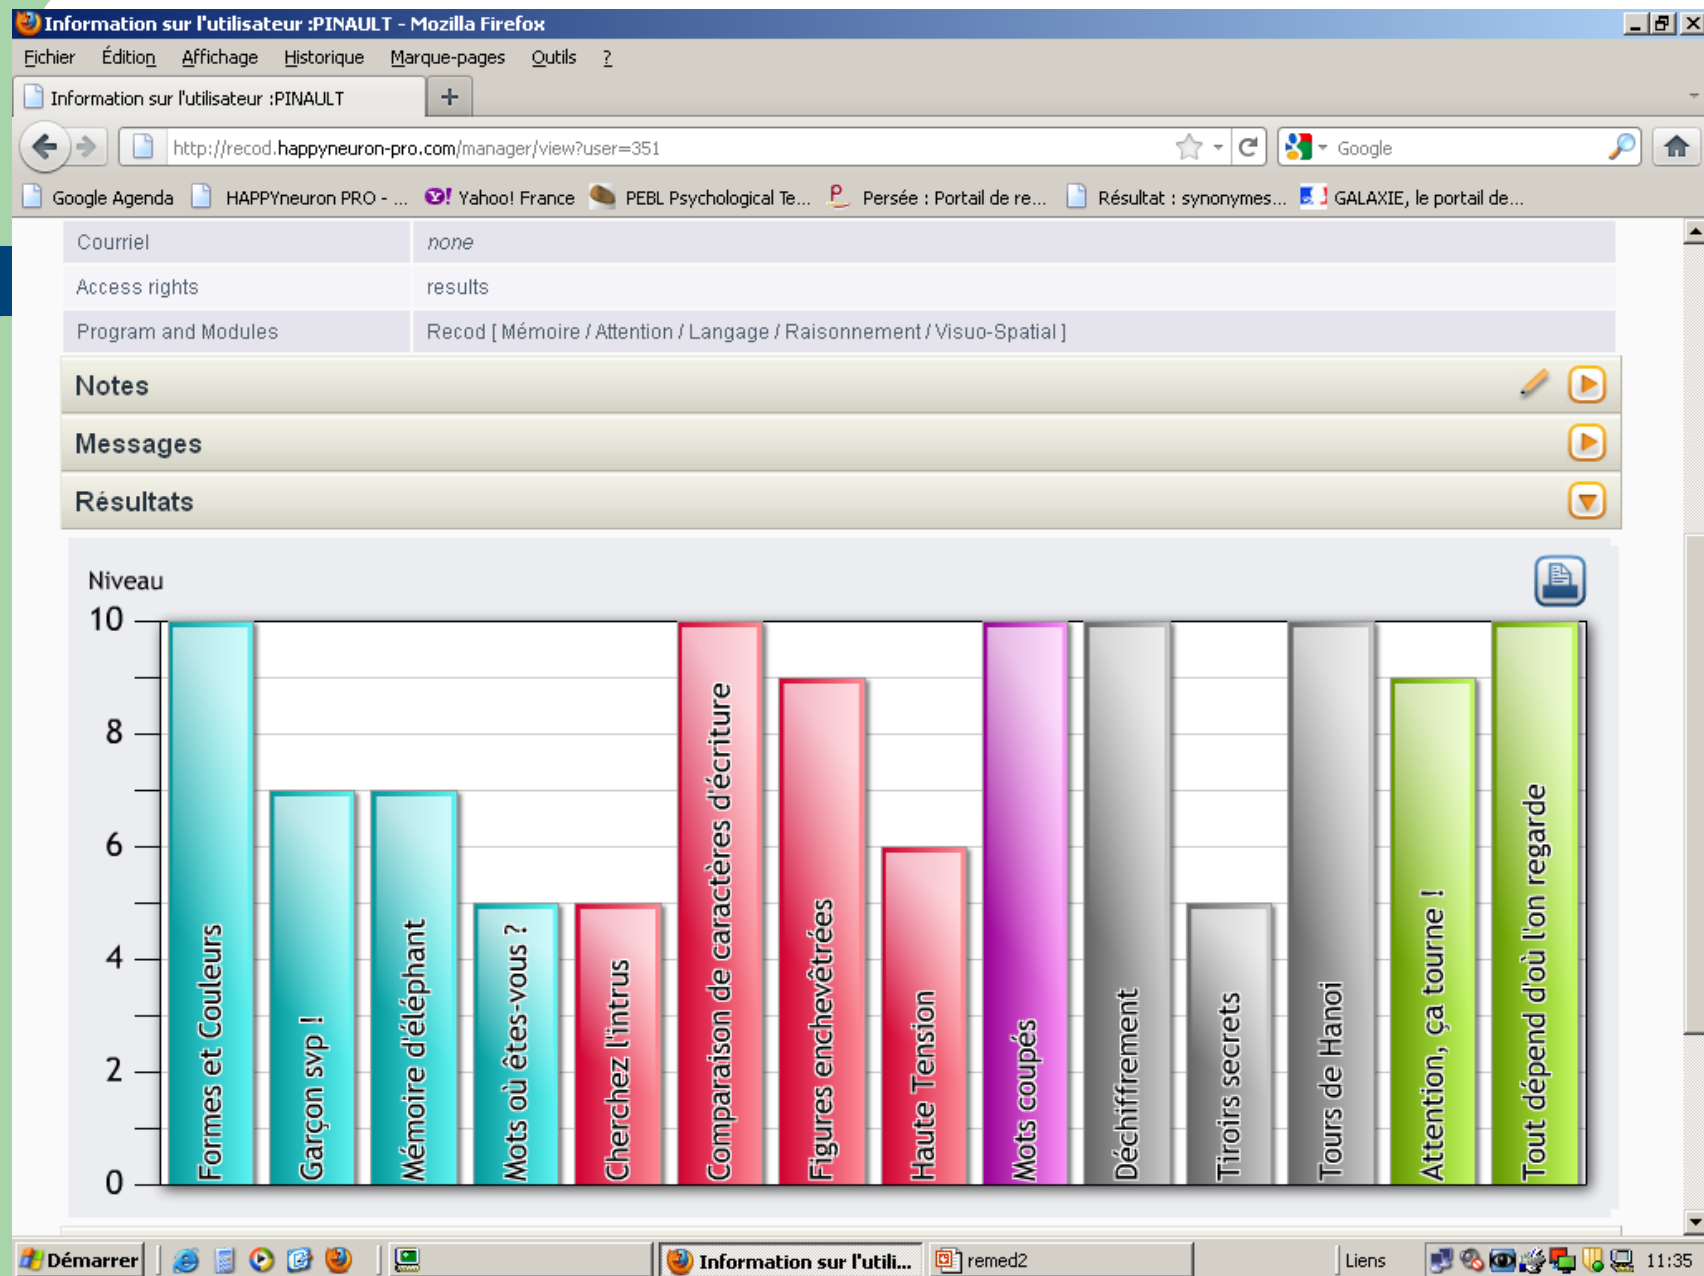 Information sur l'utilisateur :PINAULT - Mozilla Firefox
Fichier Édition Affichage Historique Marque-pages Outils ?
Information sur l'utilisateur :PINAULT
http://recod.happyneuron-pro.com/manager/view?user=351
Google
Google Agenda HAPPYneuron PRO - ... Yahoo! France PEBL Psychological Te... Persée : Portail de re... Résultat : synonymes... GALAXIE, le portail de...
Courriel none
Access rights results
Program and Modules Recod [ Mémoire / Attention / Langage / Raisonnement / Visuo-Spatial ]
Notes
Messages
Résultats
Niveau
10
8
6
4
2
0
Formes et Couleurs
Garçon svp !
Mémoire d'éléphant
Mots où êtes-vous ?
Cherchez l'intrus
Comparaison de caractères d'écriture
Figures enchevêtrées
Haute Tension
Mots coupés
Déchiffrement
Tiroirs secrets
Tours de Hanoi
Attention, ça tourne !
Tout dépend d'où l'on regarde
Démarrer Information sur l'utili... remed2 Liens 11:35